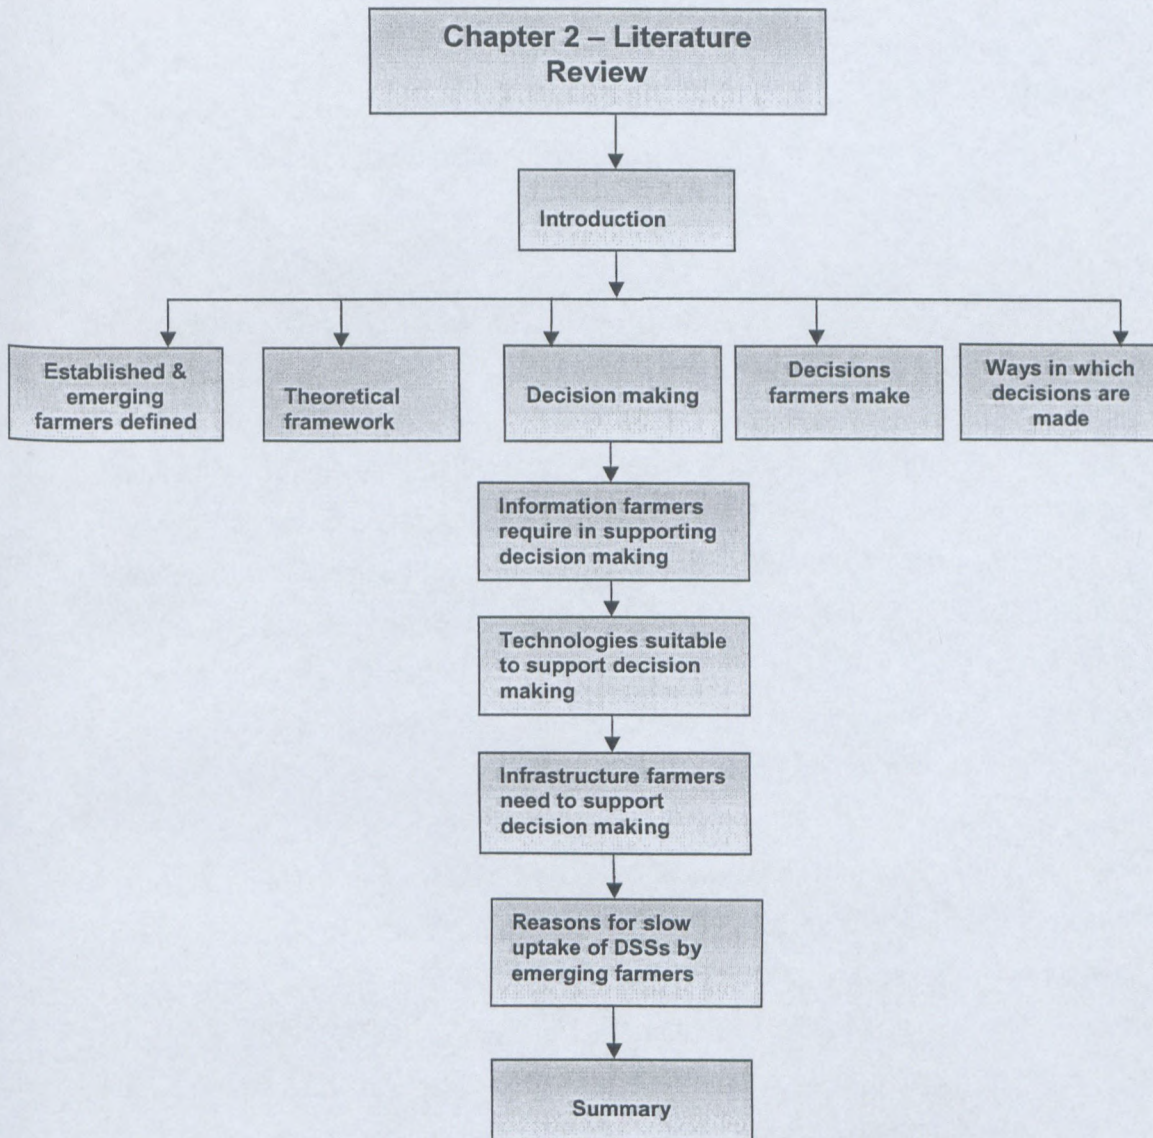 Chapter 2 – Literature
Review
Introduction
Established &
emerging
farmers defined
Theoretical
framework
Decision making
Decisions
farmers make
Ways in which
decisions are
made
Information farmers
require in supporting
decision making
Technologies suitable
to support decision
making
Infrastructure farmers
need to support
decision making
Reasons for slow
uptake of DSSs by
emerging farmers
Summary